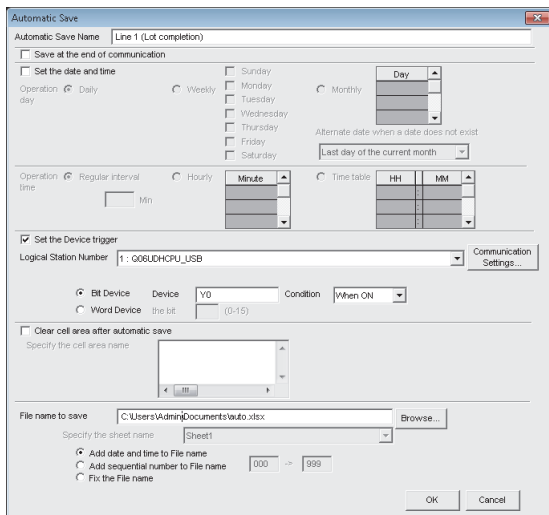 Automatic Save
Automatic Save Name Line 1 (Lot completion)
Save at the end of communication
Set the date and time
Operation day
Daily
Weekly
Sunday
Monday
Tuesday
Wednesday
Thursday
Friday
Saturday
Monthly
Day
Alternate date when a date does not exist
Last day of the current month
Operation time
Regular interval
Min
Hourly
Minute
Time table
HH : MM
:
:
Set the Device trigger
Logical Station Number 1 : Q06UDHCPU_USB
Communication Settings...
Bit Device Device Y0 Condition When ON
Word Device the bit (0-15)
Clear cell area after automatic save
Specify the cell area name
File name to save C:\Users\Admin\Documents\auto.xlsx Browse...
Specify the sheet name Sheet1
Add date and time to File name
Add sequential number to File name 000 -> 999
Fix the File name
OK Cancel